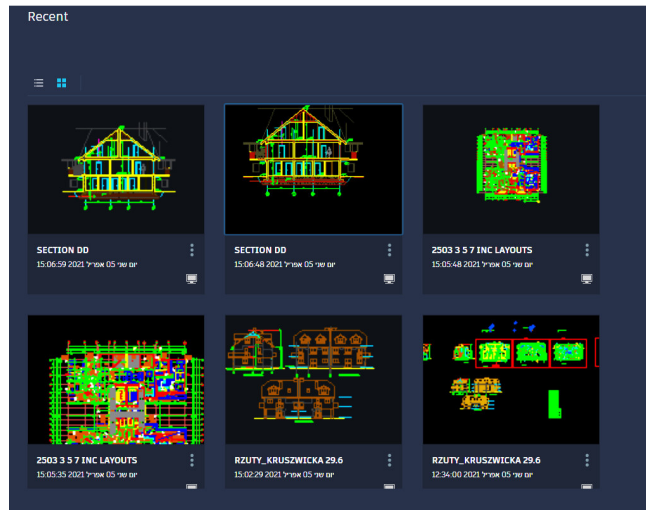 Recent
SECTION DD
יום שני 05 אפריל 2021 15:06:59
SECTION DD
יום שני 05 אפריל 2021 15:06:48
2503 3 5 7 INC LAYOUTS
יום שני 05 אפריל 2021 15:05:48
2503 3 5 7 INC LAYOUTS
יום שני 05 אפריל 2021 15:05:35
RZUTY_KRUSZWICKA 29.6
יום שני 05 אפריל 2021 15:02:29
RZUTY_KRUSZWICKA 29.6
יום שני 05 אפריל 2021 12:34:00